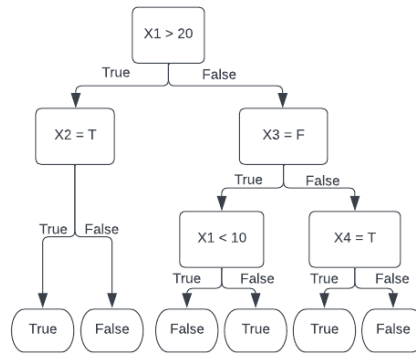 X1 > 20
True False
X2 = T X3 = F
True False
True False X1 < 10 X4 = T
True False True False
True False False True True False